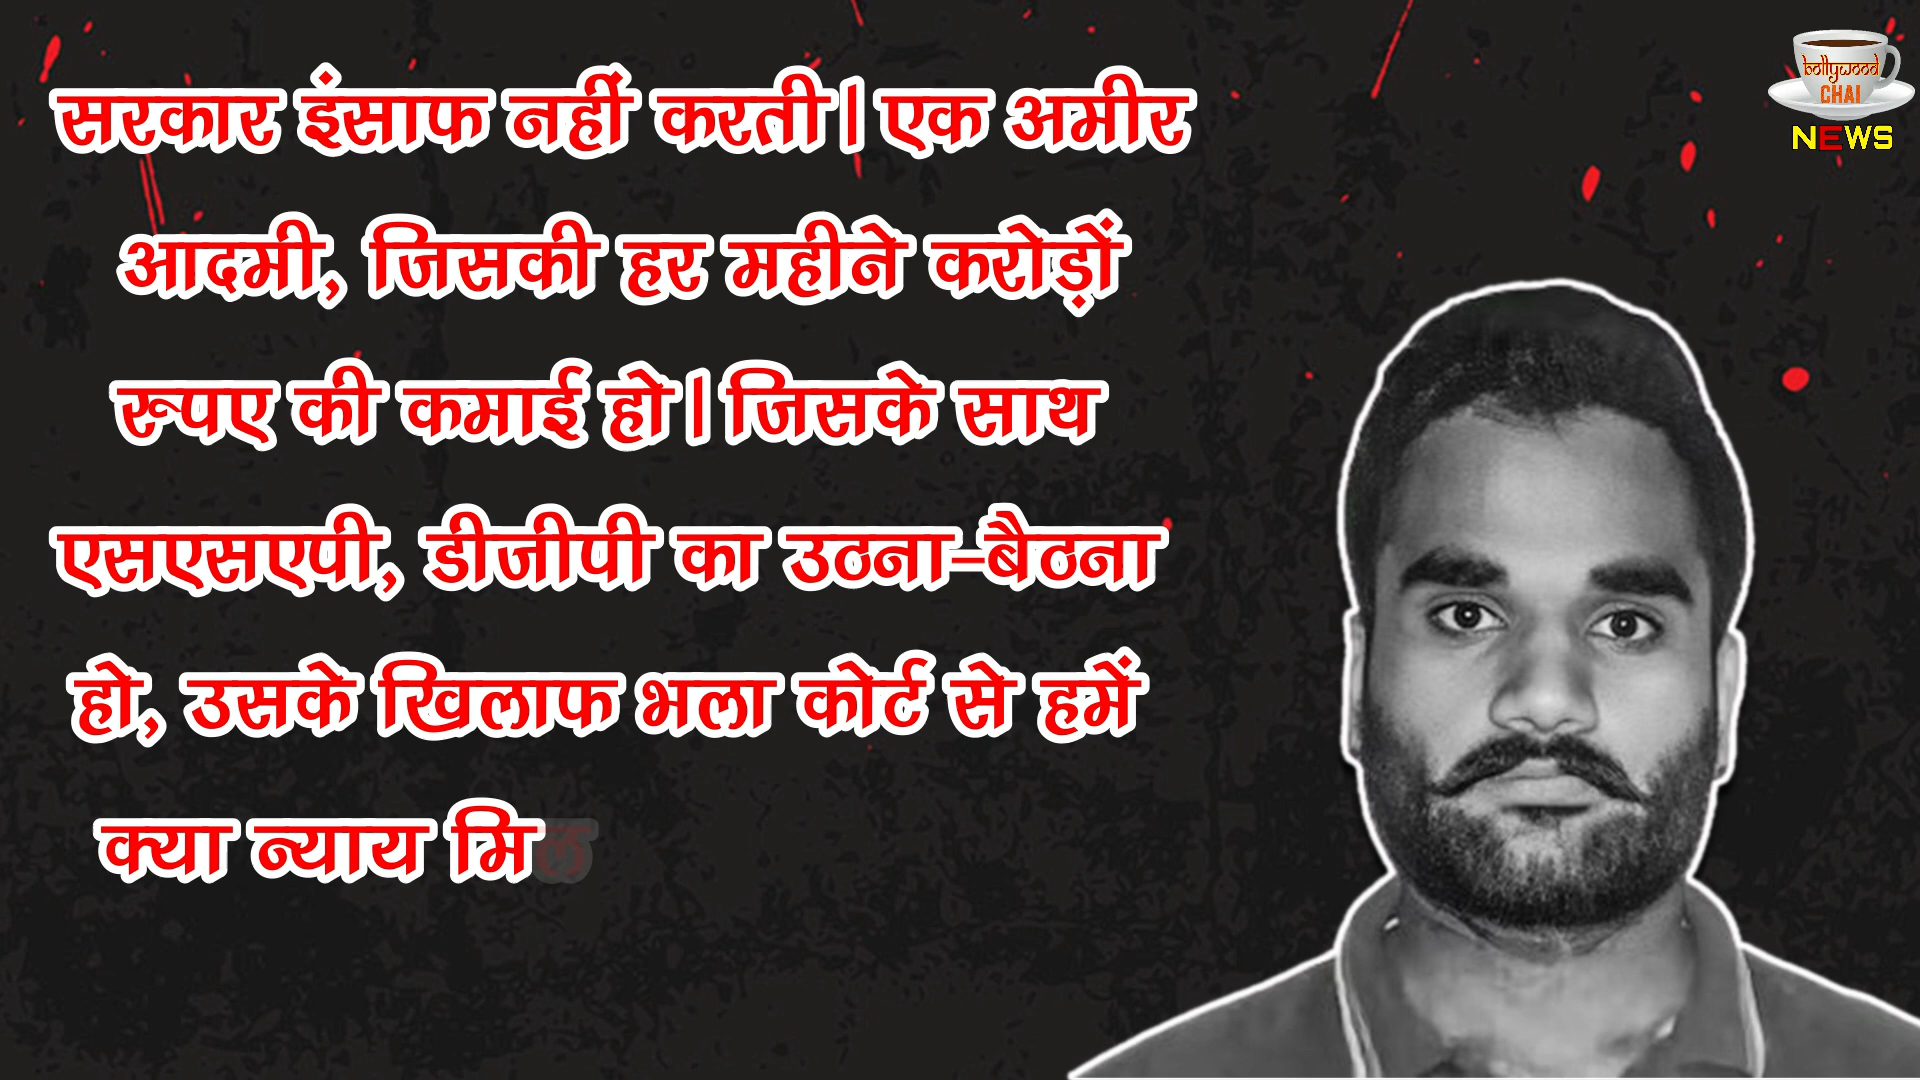 सरकार इंसाफ नहीं करती। एक अमीर
आदमी, जिसकी हर महीने करोड़ों
रूपए की कमाई हो। जिसके साथ
एसएसएपी, डीजीपी का उठना-बैठना
हो, उसके खिलाफ भला कोर्ट से हमें
क्या न्याय मिल
bollywood
CHAI
NEWS